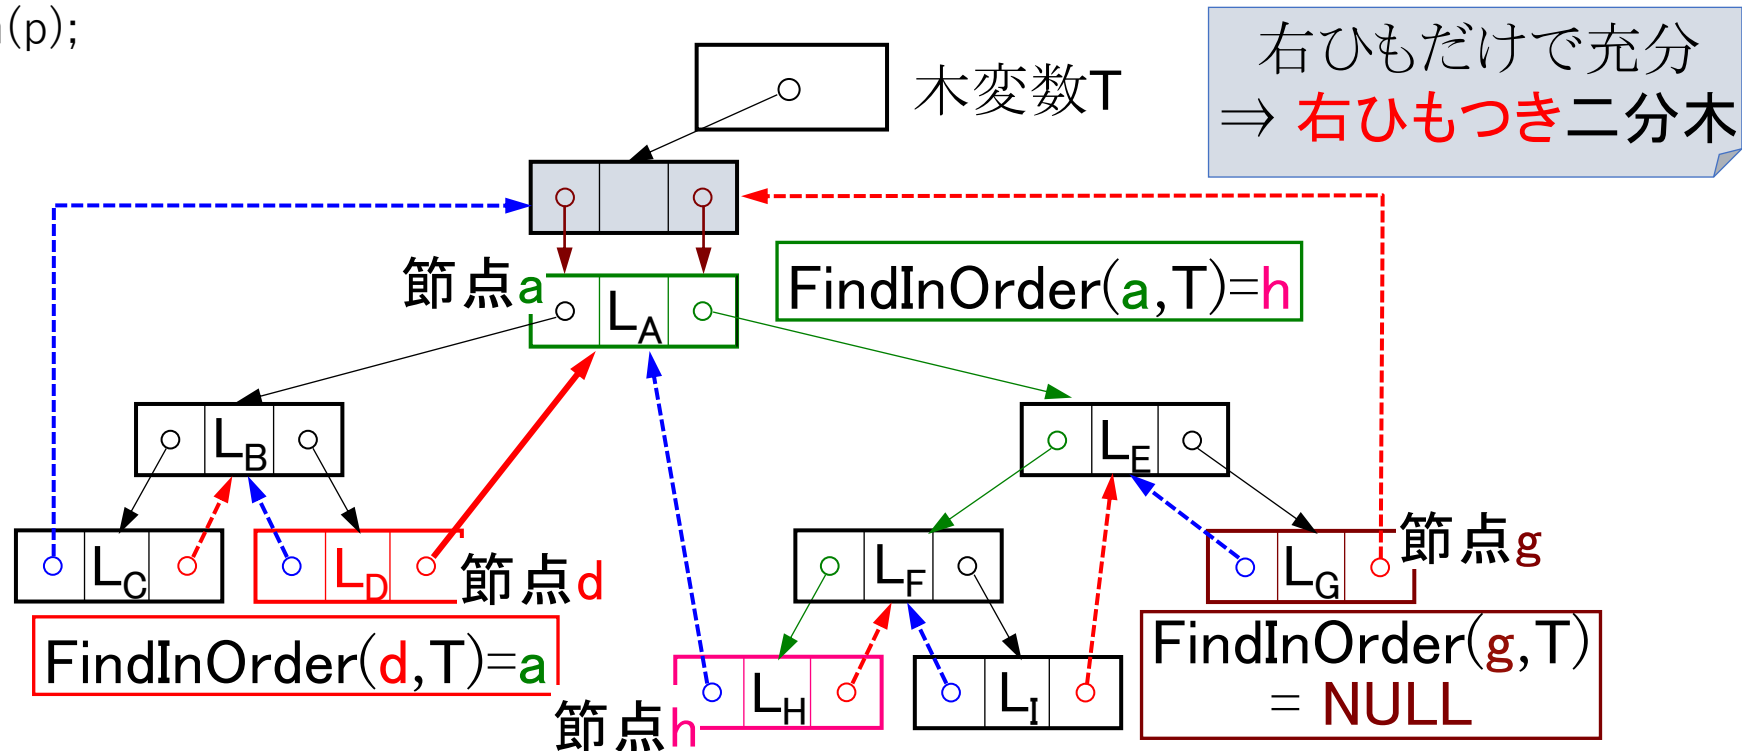 (p);
右ひもだけで充分
⇒ 右ひもつき二分木
木変数T
節点a
LA
FindInOrder(a,T)=h
LB
LE
LC
LD
節点d
LF
LG
節点g
FindInOrder(d,T)=a
FindInOrder(g,T)
= NULL
LH
LI
節点h